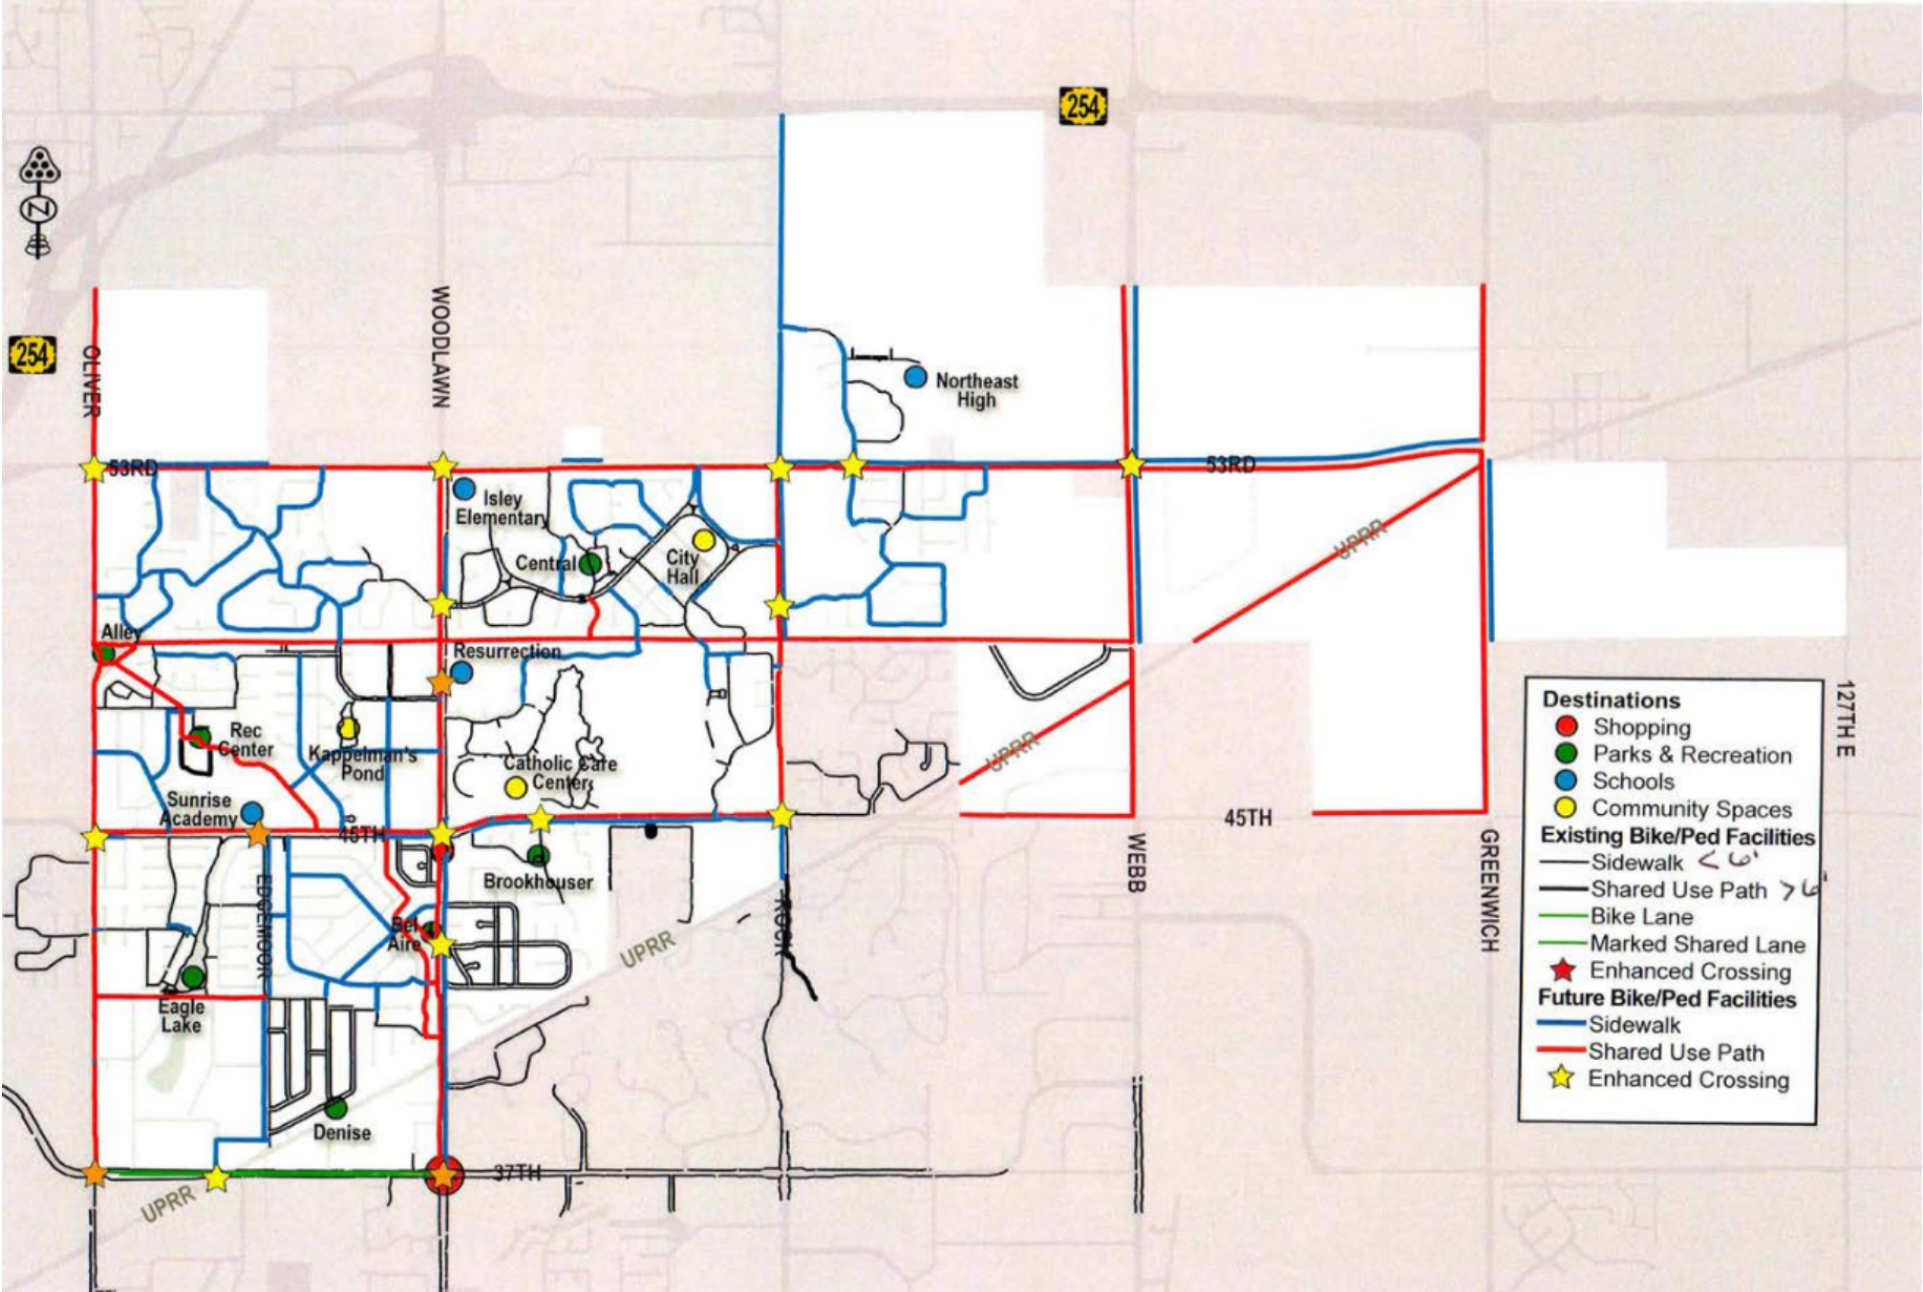 254
254
N
OLIVER
WOODLAWN
Northeast
High
53RD
53RD
Isley
Elementary
Central
City
Hall
UPRR
Alley
Resurrection
Rec
Center
Kappelman's
Pond
Catholic Care
Center
UPRR
Sunrise
Academy
45TH
45TH
WEBB
GREENWICH
127TH E
Brookhouser
EDGEMOOR
Bel
Aire
ROCK
UPRR
Eagle
Lake
Denise
37TH
UPRR
Destinations
Shopping
Parks & Recreation
Schools
Community Spaces
Existing Bike/Ped Facilities
Sidewalk < 6'
Shared Use Path > 6'
Bike Lane
Marked Shared Lane
Enhanced Crossing
Future Bike/Ped Facilities
Sidewalk
Shared Use Path
Enhanced Crossing